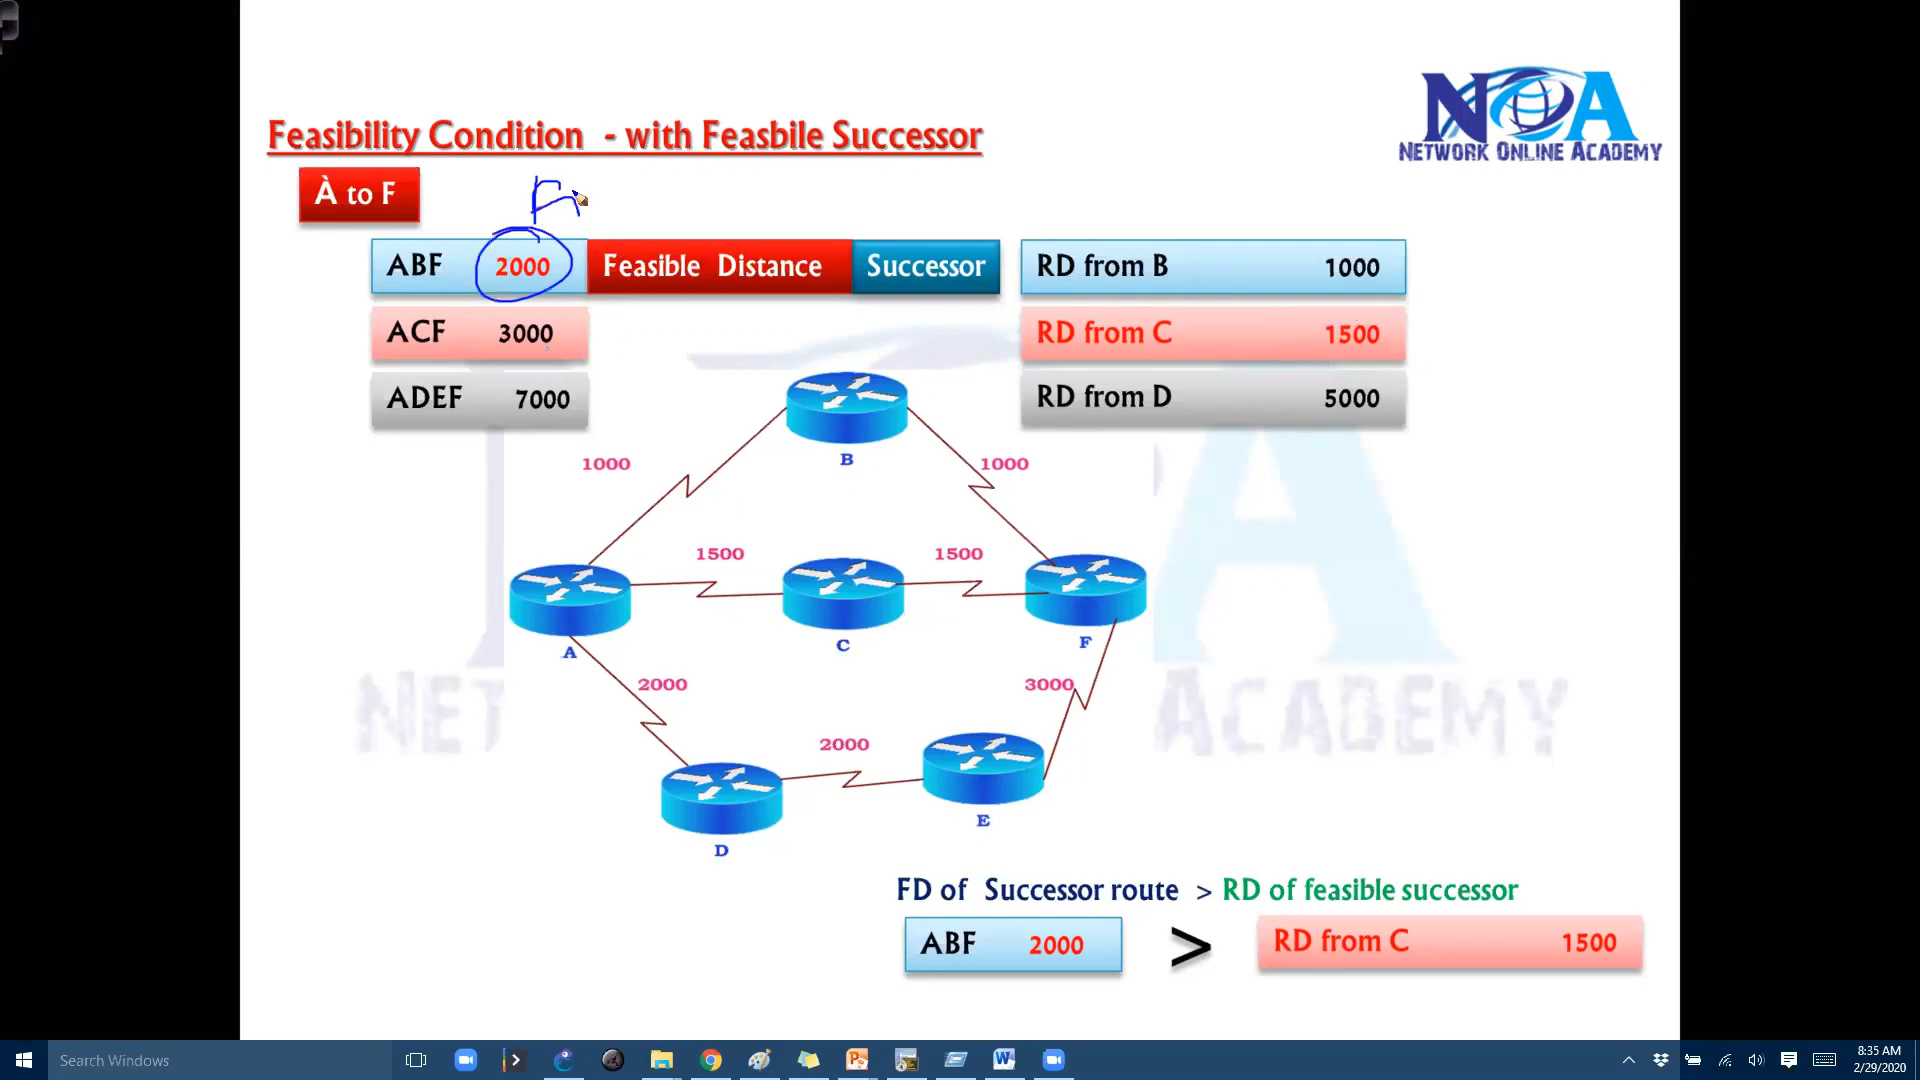 NOA
NETWORK ONLINE ACADEMY
Feasibility Condition - with Feasbile Successor
À to F
ABF 2000 Feasible Distance Successor RD from B 1000
ACF 3000 RD from C 1500
ADEF 7000 RD from D 5000
B
1000 1000
1500 1500
A C F
2000 3000
2000
D E
FD of Successor route > RD of feasible successor
ABF 2000 > RD from C 1500
Search Windows
8:35 AM
2/29/2020